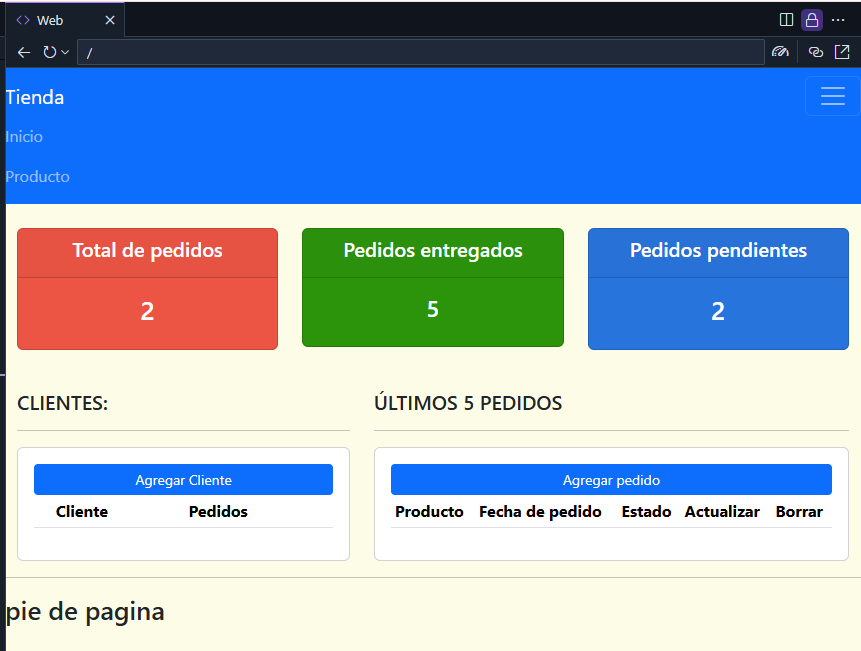 Web
/
Tienda
Inicio
Producto
Total de pedidos
2
Pedidos entregados
5
Pedidos pendientes
2
CLIENTES:
Agregar Cliente
Cliente Pedidos
ÚLTIMOS 5 PEDIDOS
Agregar pedido
Producto Fecha de pedido Estado Actualizar Borrar
pie de pagina